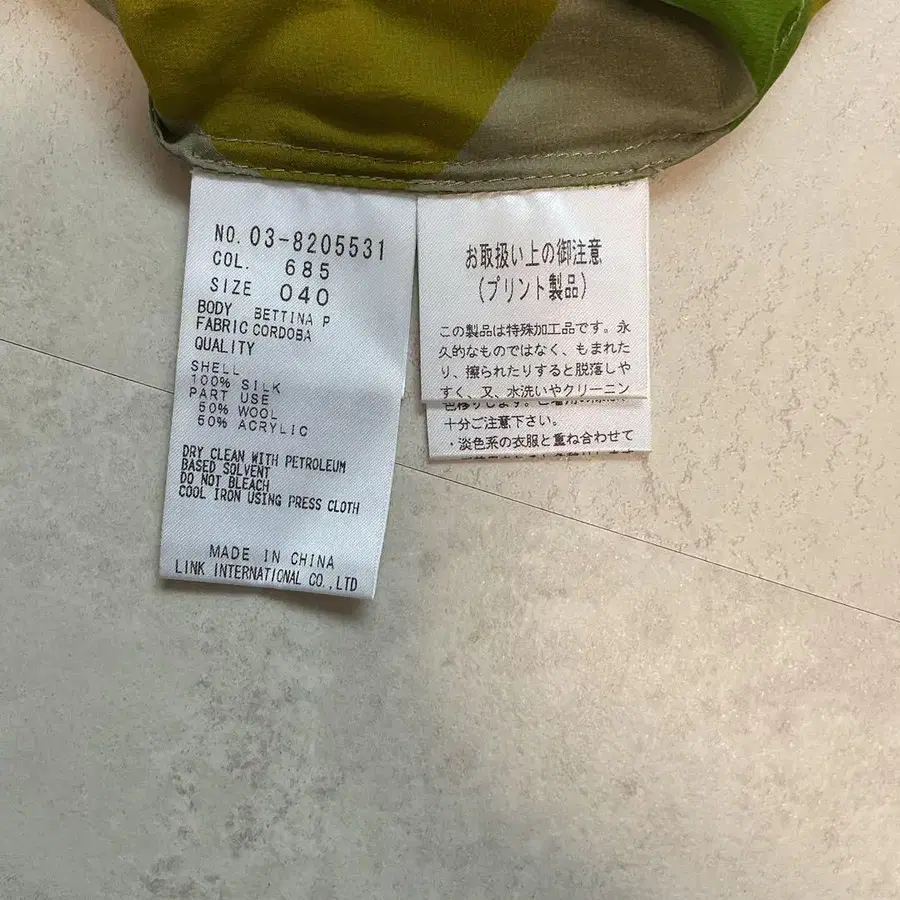 NO. 03-8205531
COL. 685
SIZE 040
BODY BETTINA P
FABRIC CORDOBA
QUALITY
SHELL
100% SILK
PART USE
50% WOOL
50% ACRYLIC
DRY CLEAN WITH PETROLEUM
BASED SOLVENT
DO NOT BLEACH
COOL IRON USING PRESS CLOTH
MADE IN CHINA
LINK INTERNATIONAL CO.,LTD
お取扱い上の御注意
(プリント製品)
この製品は特殊加工品です。永
久的なものではなく、もまれた
り、擦られたりすると脱落しや
すく、又、水洗いやクリーニン
色移りします。
十分ご注意下さい。
・淡色系の衣服と重ね合わせて